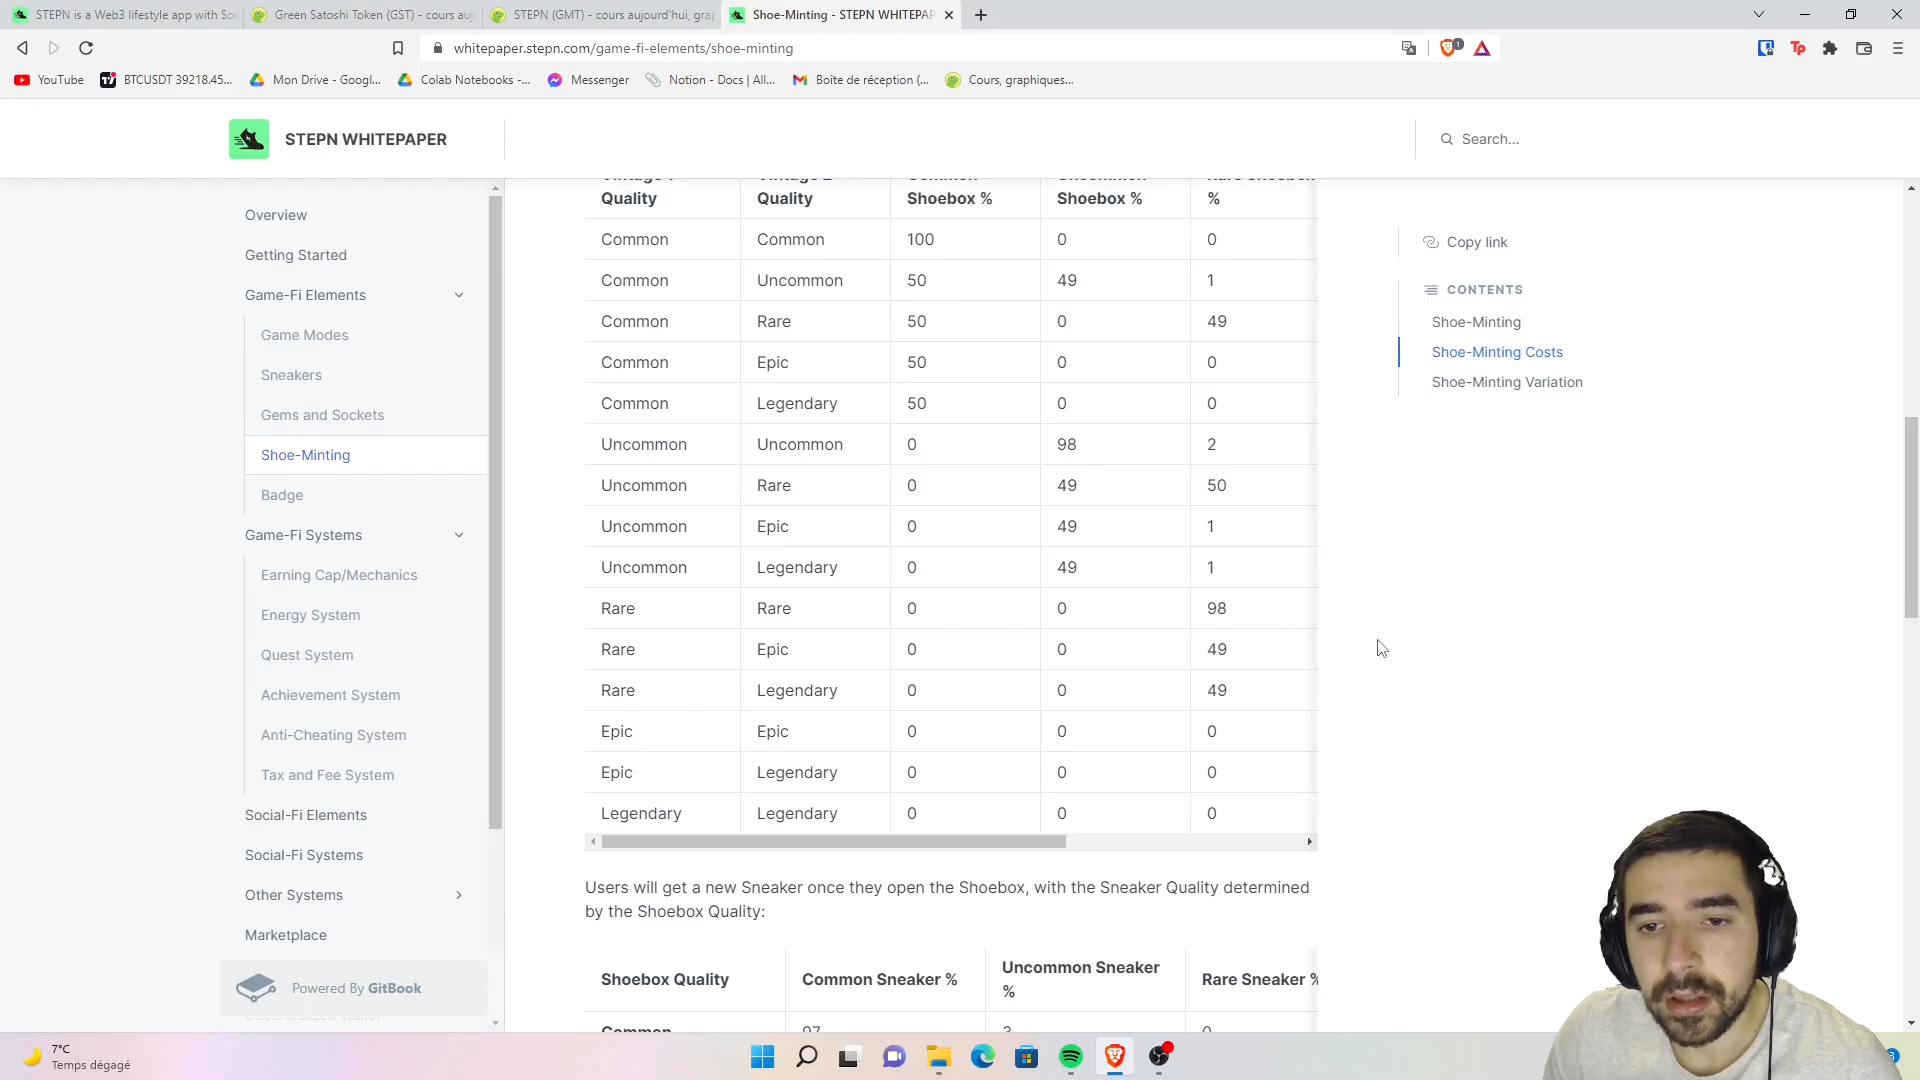 STEPN is a Web3 lifestyle app with So
Green Satoshi Token (GST) - cours auj
STEPN (GMT) - cours aujourd'hui, gra
Shoe-Minting - STEPN WHITEPAP
whitepaper.stepn.com/game-fi-elements/shoe-minting
1
YouTube
BTCUSDT 39218.45...
Mon Drive - Googl...
Colab Notebooks -...
Messenger
Notion - Docs | All...
Boîte de réception (...
Cours, graphiques...
STEPN WHITEPAPER
Search...
Overview
Getting Started
Game-Fi Elements
Game Modes
Sneakers
Gems and Sockets
Shoe-Minting
Badge
Game-Fi Systems
Earning Cap/Mechanics
Energy System
Quest System
Achievement System
Anti-Cheating System
Tax and Fee System
Social-Fi Elements
Social-Fi Systems
Other Systems
Marketplace
Powered By GitBook
Quality Quality Shoebox % Shoebox % %
Common Common 100 0 0
Common Uncommon 50 49 1
Common Rare 50 0 49
Common Epic 50 0 0
Common Legendary 50 0 0
Uncommon Uncommon 0 98 2
Uncommon Rare 0 49 50
Uncommon Epic 0 49 1
Uncommon Legendary 0 49 1
Rare Rare 0 0 98
Rare Epic 0 0 49
Rare Legendary 0 0 49
Epic Epic 0 0 0
Epic Legendary 0 0 0
Legendary Legendary 0 0 0
Users will get a new Sneaker once they open the Shoebox, with the Sneaker Quality determined
by the Shoebox Quality:
Shoebox Quality Common Sneaker % Uncommon Sneaker % Rare Sneaker %
Common 97 3 0
Copy link
CONTENTS
Shoe-Minting
Shoe-Minting Costs
Shoe-Minting Variation
7°C
Temps dégagé